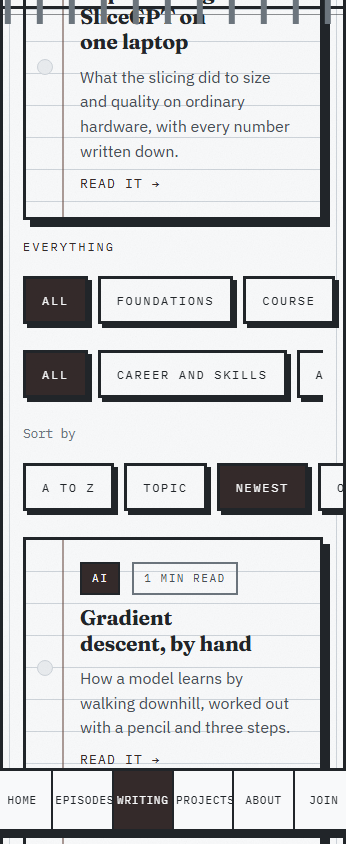 SliceGPT on
one laptop
What the slicing did to size
and quality on ordinary
hardware, with every number
written down.
READ IT →
EVERYTHING
ALL FOUNDATIONS COURSE
ALL CAREER AND SKILLS A
Sort by
A TO Z TOPIC NEWEST
AI 1 MIN READ
Gradient
descent, by hand
How a model learns by
walking downhill, worked out
with a pencil and three steps.
READ IT →
HOME EPISODES WRITING PROJECTS ABOUT JOIN